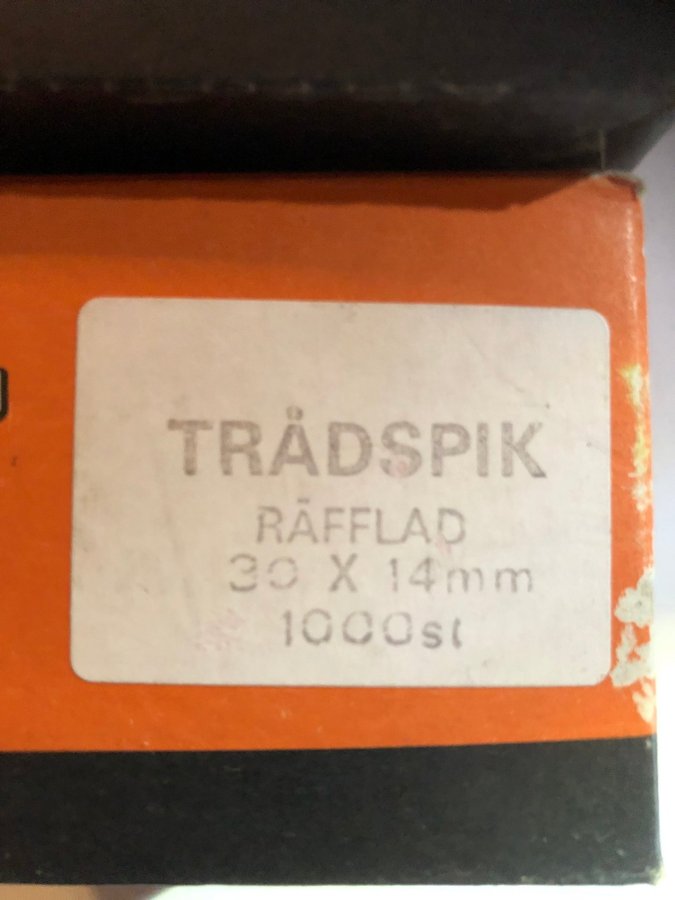 TRÅDSPIK
RÄFFLAD
30 X 14mm
1000st